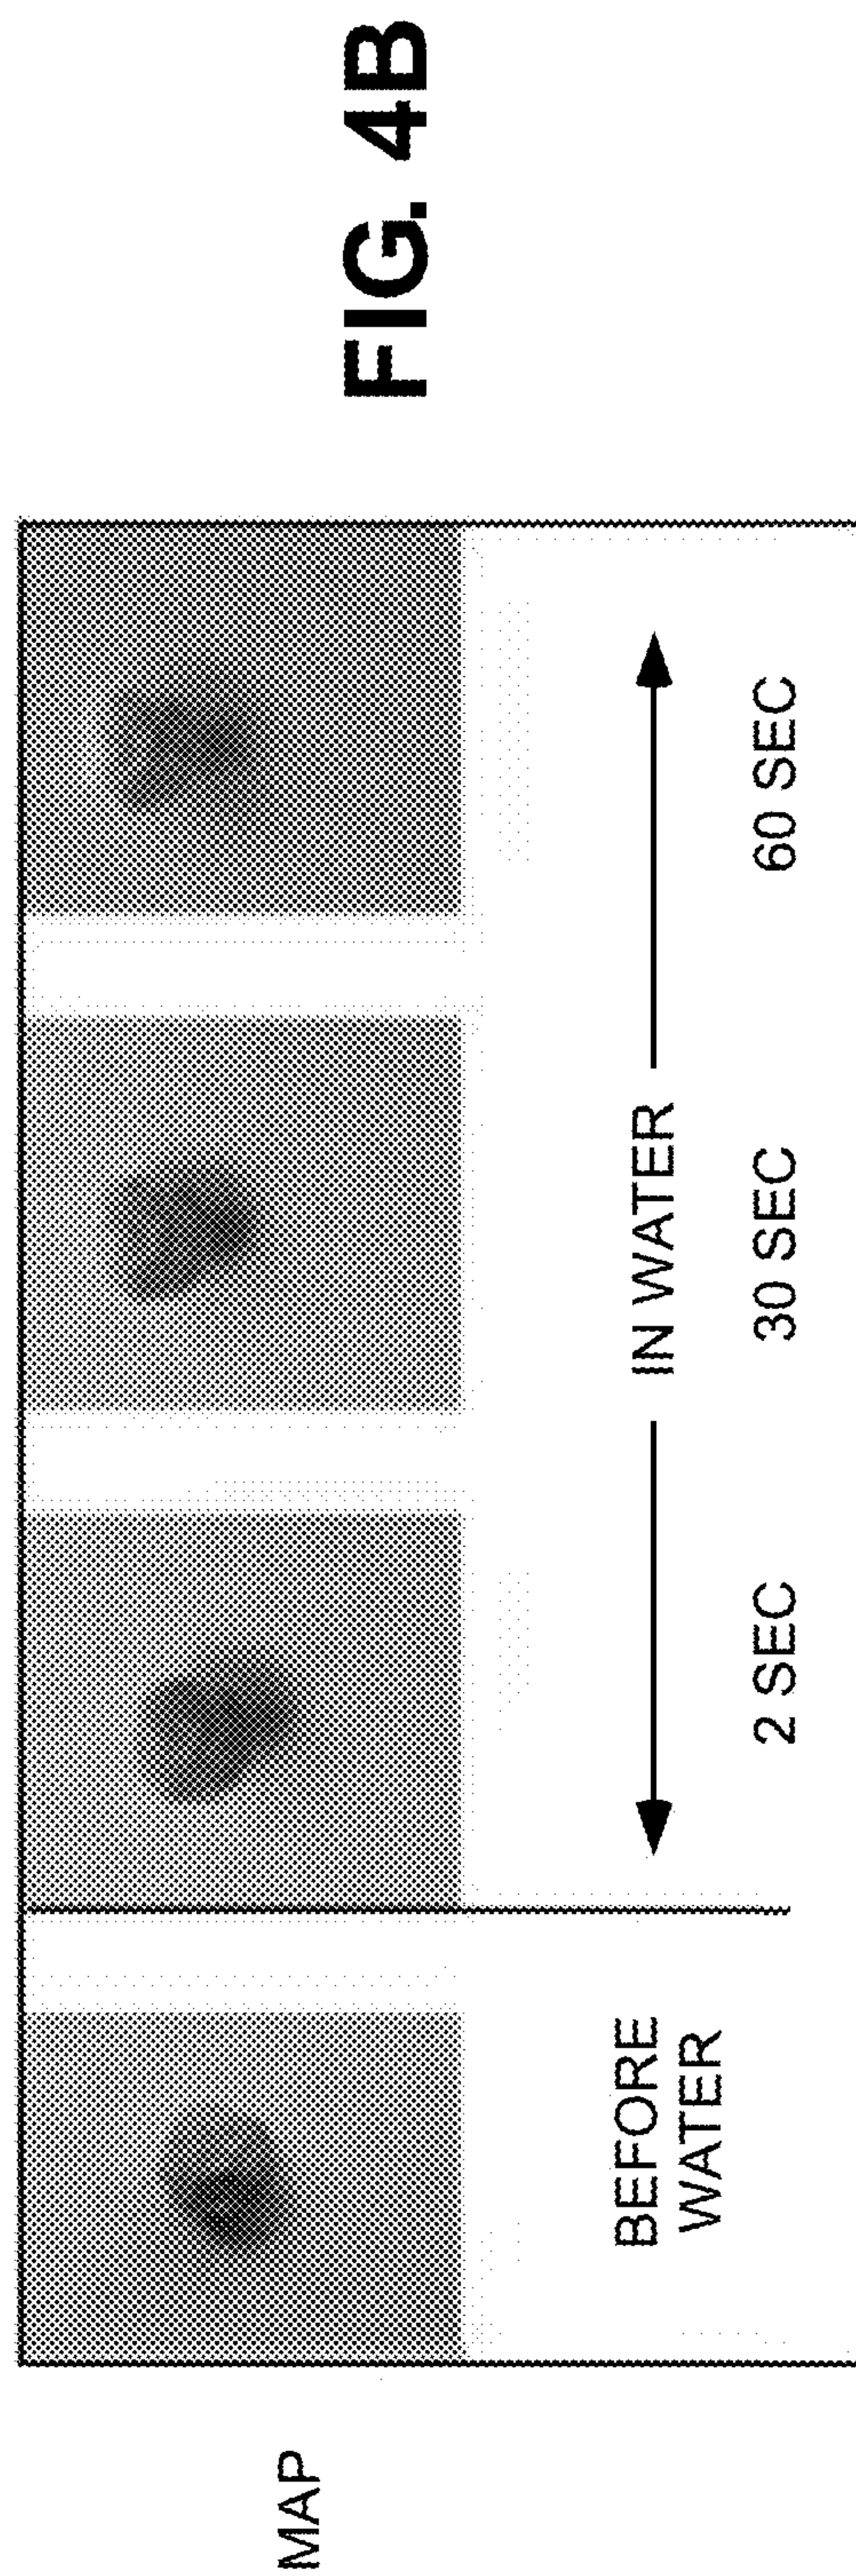 MAP
BEFORE
WATER
IN WATER
2 SEC
30 SEC
60 SEC
FIG. 4B